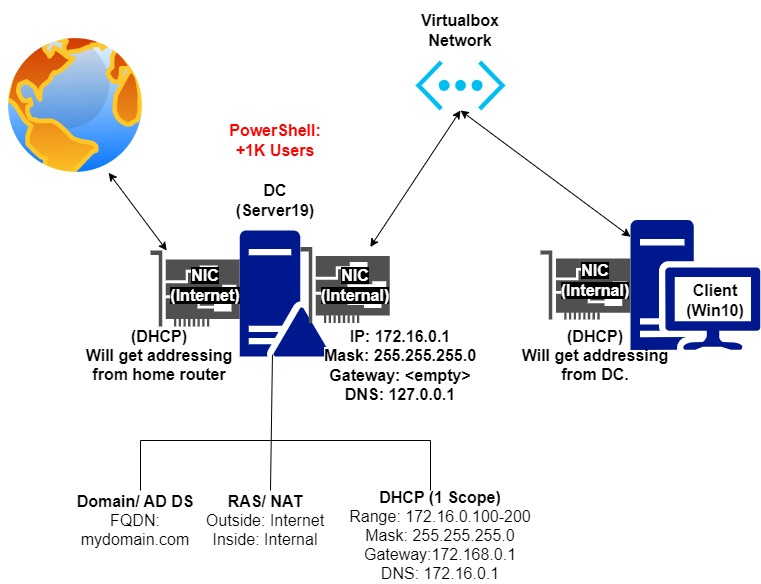 Virtualbox
Network
PowerShell:
+1K Users
DC
(Server19)
NIC
(Internet)
NIC
(Internal)
NIC
(Internal)
Client
(Win10)
(DHCP)
Will get addressing
from home router
IP: 172.16.0.1
Mask: 255.255.255.0
Gateway: <empty>
DNS: 127.0.0.1
(DHCP)
Will get addressing
from DC.
Domain/ AD DS
FQDN:
mydomain.com
RAS/ NAT
Outside: Internet
Inside: Internal
DHCP (1 Scope)
Range: 172.16.0.100-200
Mask: 255.255.255.0
Gateway:172.168.0.1
DNS: 172.16.0.1